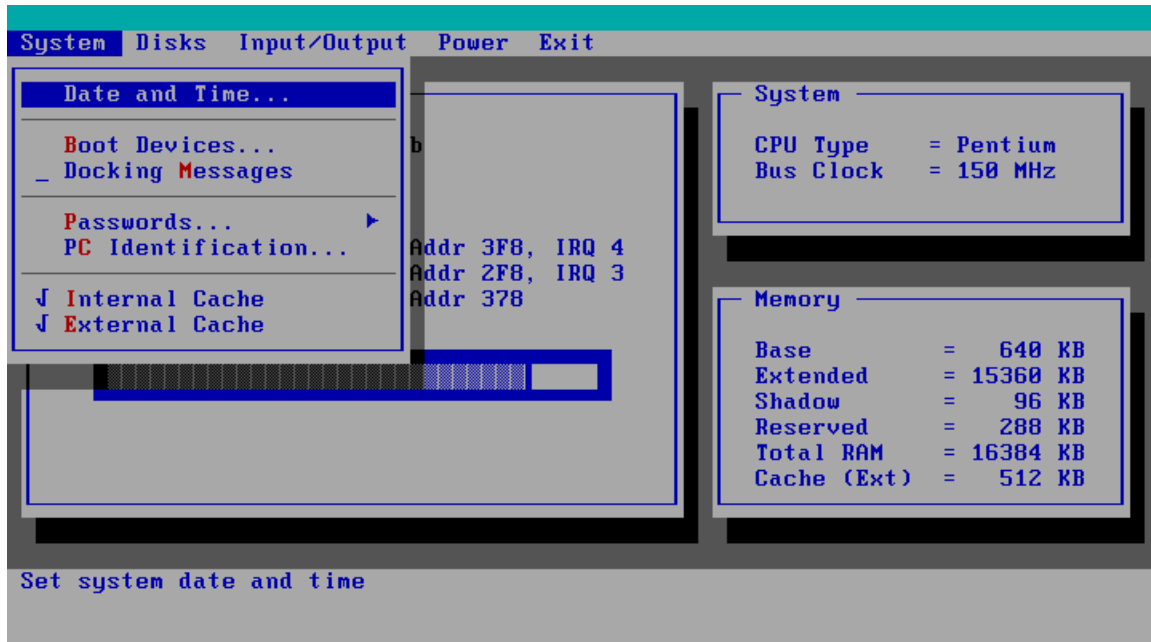 System Disks Input/Output Power Exit
Date and Time...
Boot Devices...
_ Docking Messages
Passwords...
PC Identification...
√ Internal Cache
√ External Cache
b
Addr 3F8, IRQ 4
Addr 2F8, IRQ 3
Addr 378
System
CPU Type = Pentium
Bus Clock = 150 MHz
Memory
Base = 640 KB
Extended = 15360 KB
Shadow = 96 KB
Reserved = 288 KB
Total RAM = 16384 KB
Cache (Ext) = 512 KB
Set system date and time